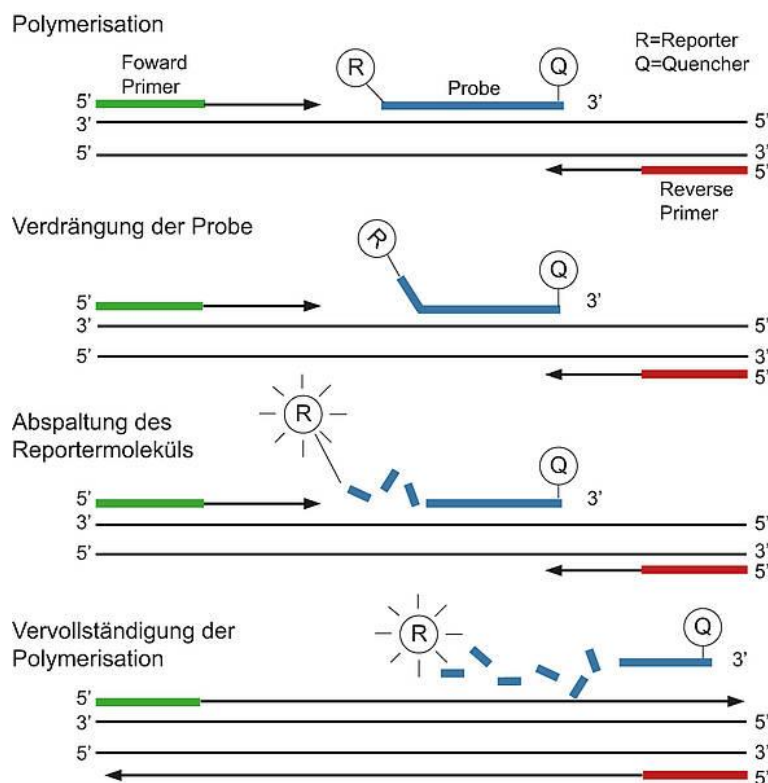 Polymerisation
R=Reporter
Q=Quencher
Foward
Primer
R
Q
Probe
5' 3'
3' 5'
5' 3'
5'
Reverse
Primer
Verdrängung der Probe
R
Q
5' 3'
3' 5'
5' 3'
5'
Abspaltung des
Reportermoleküls
R
Q
5' 3'
3' 5'
5' 3'
5'
Vervollständigung der
Polymerisation
R
Q
3'
5'
3' 5'
5' 3'
5'